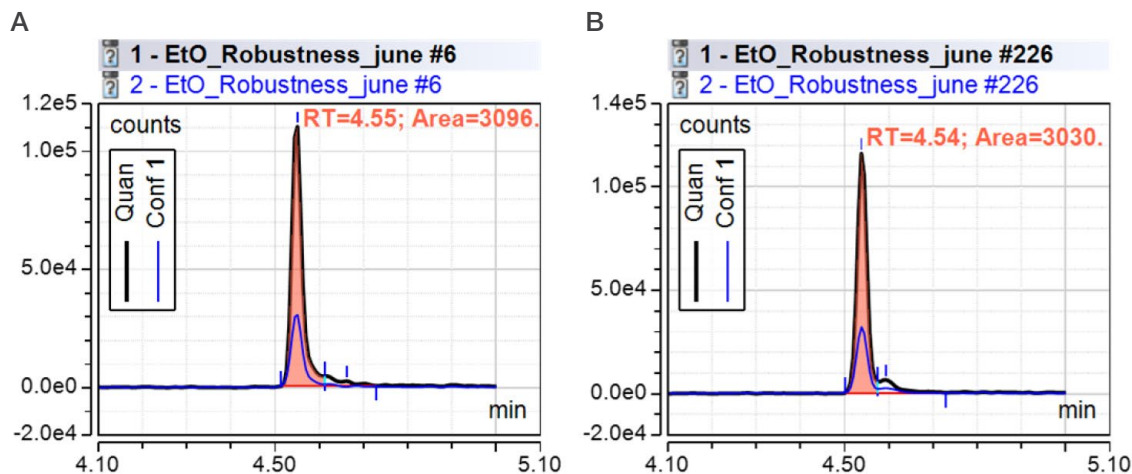 A
1 - EtO_Robustness_june #6
2 - EtO_Robustness_june #6
1.2e5
counts
RT=4.55; Area=3096.
1.0e5
Quan
Conf 1
5.0e4
0.0e0
min
-2.0e4
4.10 4.50 5.10
B
1 - EtO_Robustness_june #226
2 - EtO_Robustness_june #226
1.4e5
counts
RT=4.54; Area=3030.
1.0e5
Quan
Conf 1
5.0e4
0.0e0
min
-2.0e4
4.10 4.50 5.10